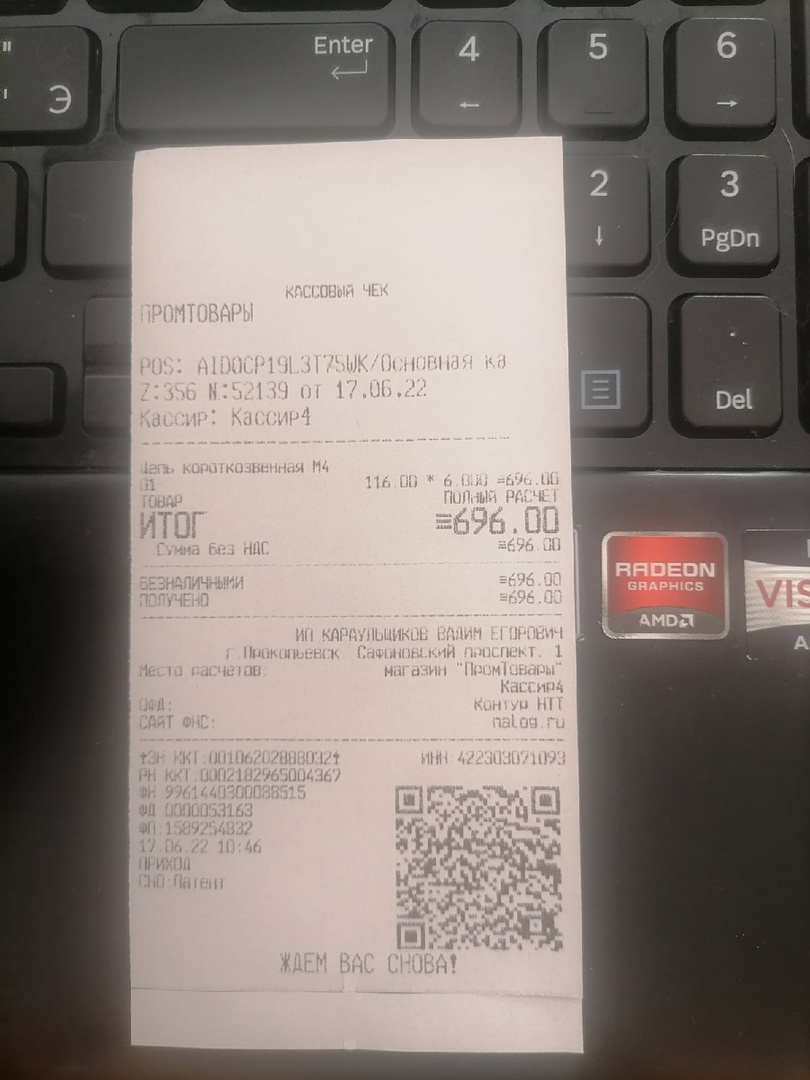 "
Э
Enter
4
5
6
2
3
PgDn
Del
КАССОВЫЙ ЧЕК
ПРОМТОВАРЫ
POS: AIDOCP19L3T75WK/Основная ка
Z:356 N:52139 от 17.06.22
Кассир: Кассир4
Цепь короткозвенная М4
01 116.00 * 6.000 =696.00
ТОВАР ПОЛНЫЙ РАСЧЕТ
ИТОГ =696.00
Сумма без НДС =696.00
БЕЗНАЛИЧНЫМИ =696.00
ПОЛУЧЕНО =696.00
ИП КАРАУЛЬЩИКОВ ВАДИМ ЕГОРОВИЧ
г.Прокопьевск Сафоновский проспект. 1
Место расчетов: магазин "ПромТовары"
Кассир4
ОФД: Контур НТТ
САЙТ ФНС: nalog.ru
ЗН ККТ:00106202888032 ИНН:422303071093
РН ККТ:0002182965004367
ФН 9961440300088515
ФД 0000053163
ФП:1589254832
17.06.22 10:46
ПРИХОД
СНО:Патент
ЖДЕМ ВАС СНОВА!
RADEON
GRAPHICS
AMD
VIS
A